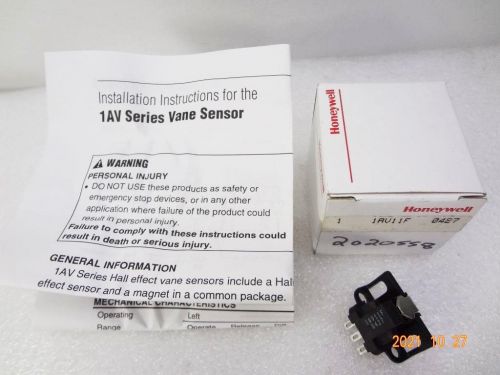 Installation Instructions for the
1AV Series Vane Sensor
WARNING
PERSONAL INJURY
• DO NOT USE these products as safety or
emergency stop devices, or in any other
application where failure of the product could
result in personal injury.
Failure to comply with these instructions could
result in death or serious injury.
GENERAL INFORMATION
1AV Series Hall effect vane sensors include a Hall
effect sensor and a magnet in a common package.
MECHANICAL CHARACTERISTICS
Operating Left
Range Operate Release
Honeywell
Honeywell
1 1AV11F 0427
2020558
2021 10 27